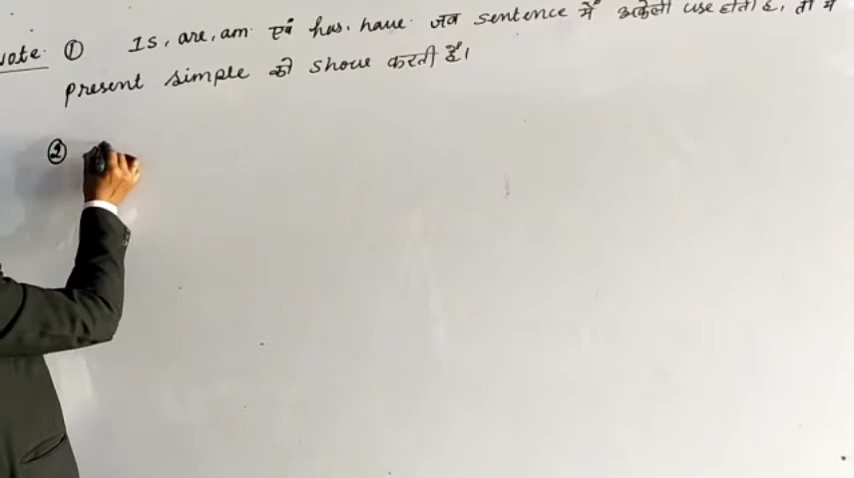 Note. ① Is, are, am. एवं has. have. जब sentence में अकेली use होती है, तो ये
present simple को show करती हैं।
②